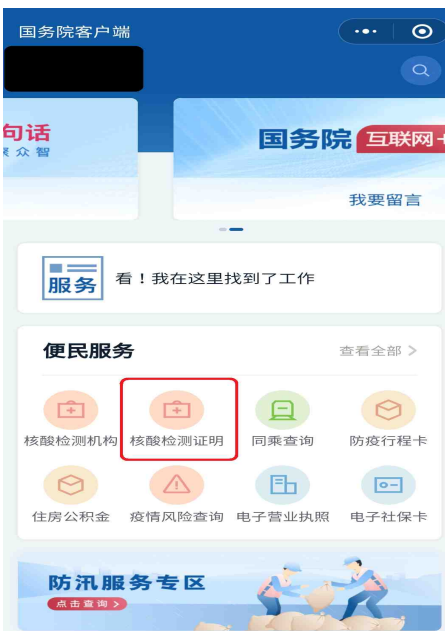 国务院客户端
句话
聚众智
国务院 互联网+
我要留言
服务 看！我在这里找到了工作
便民服务 查看全部 >
核酸检测机构 核酸检测证明 同乘查询 防疫行程卡
住房公积金 疫情风险查询 电子营业执照 电子社保卡
防汛服务专区
点击查询 >